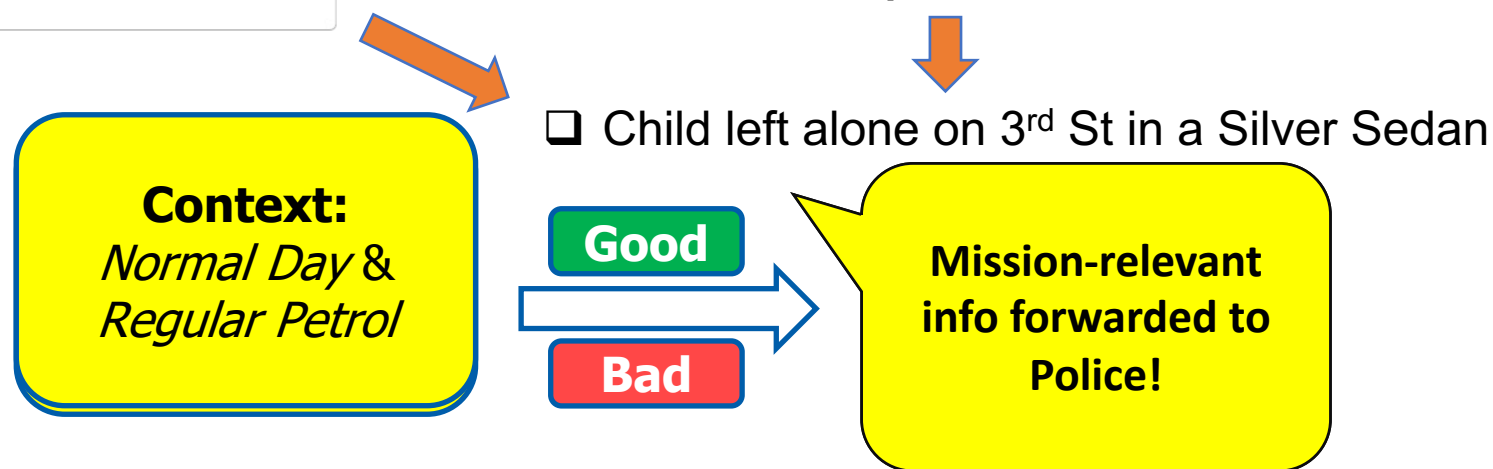 Child left alone on 3rd St in a Silver Sedan
Context:
Normal Day &
Regular Petrol
Good
Bad
Mission-relevant
info forwarded to
Police!